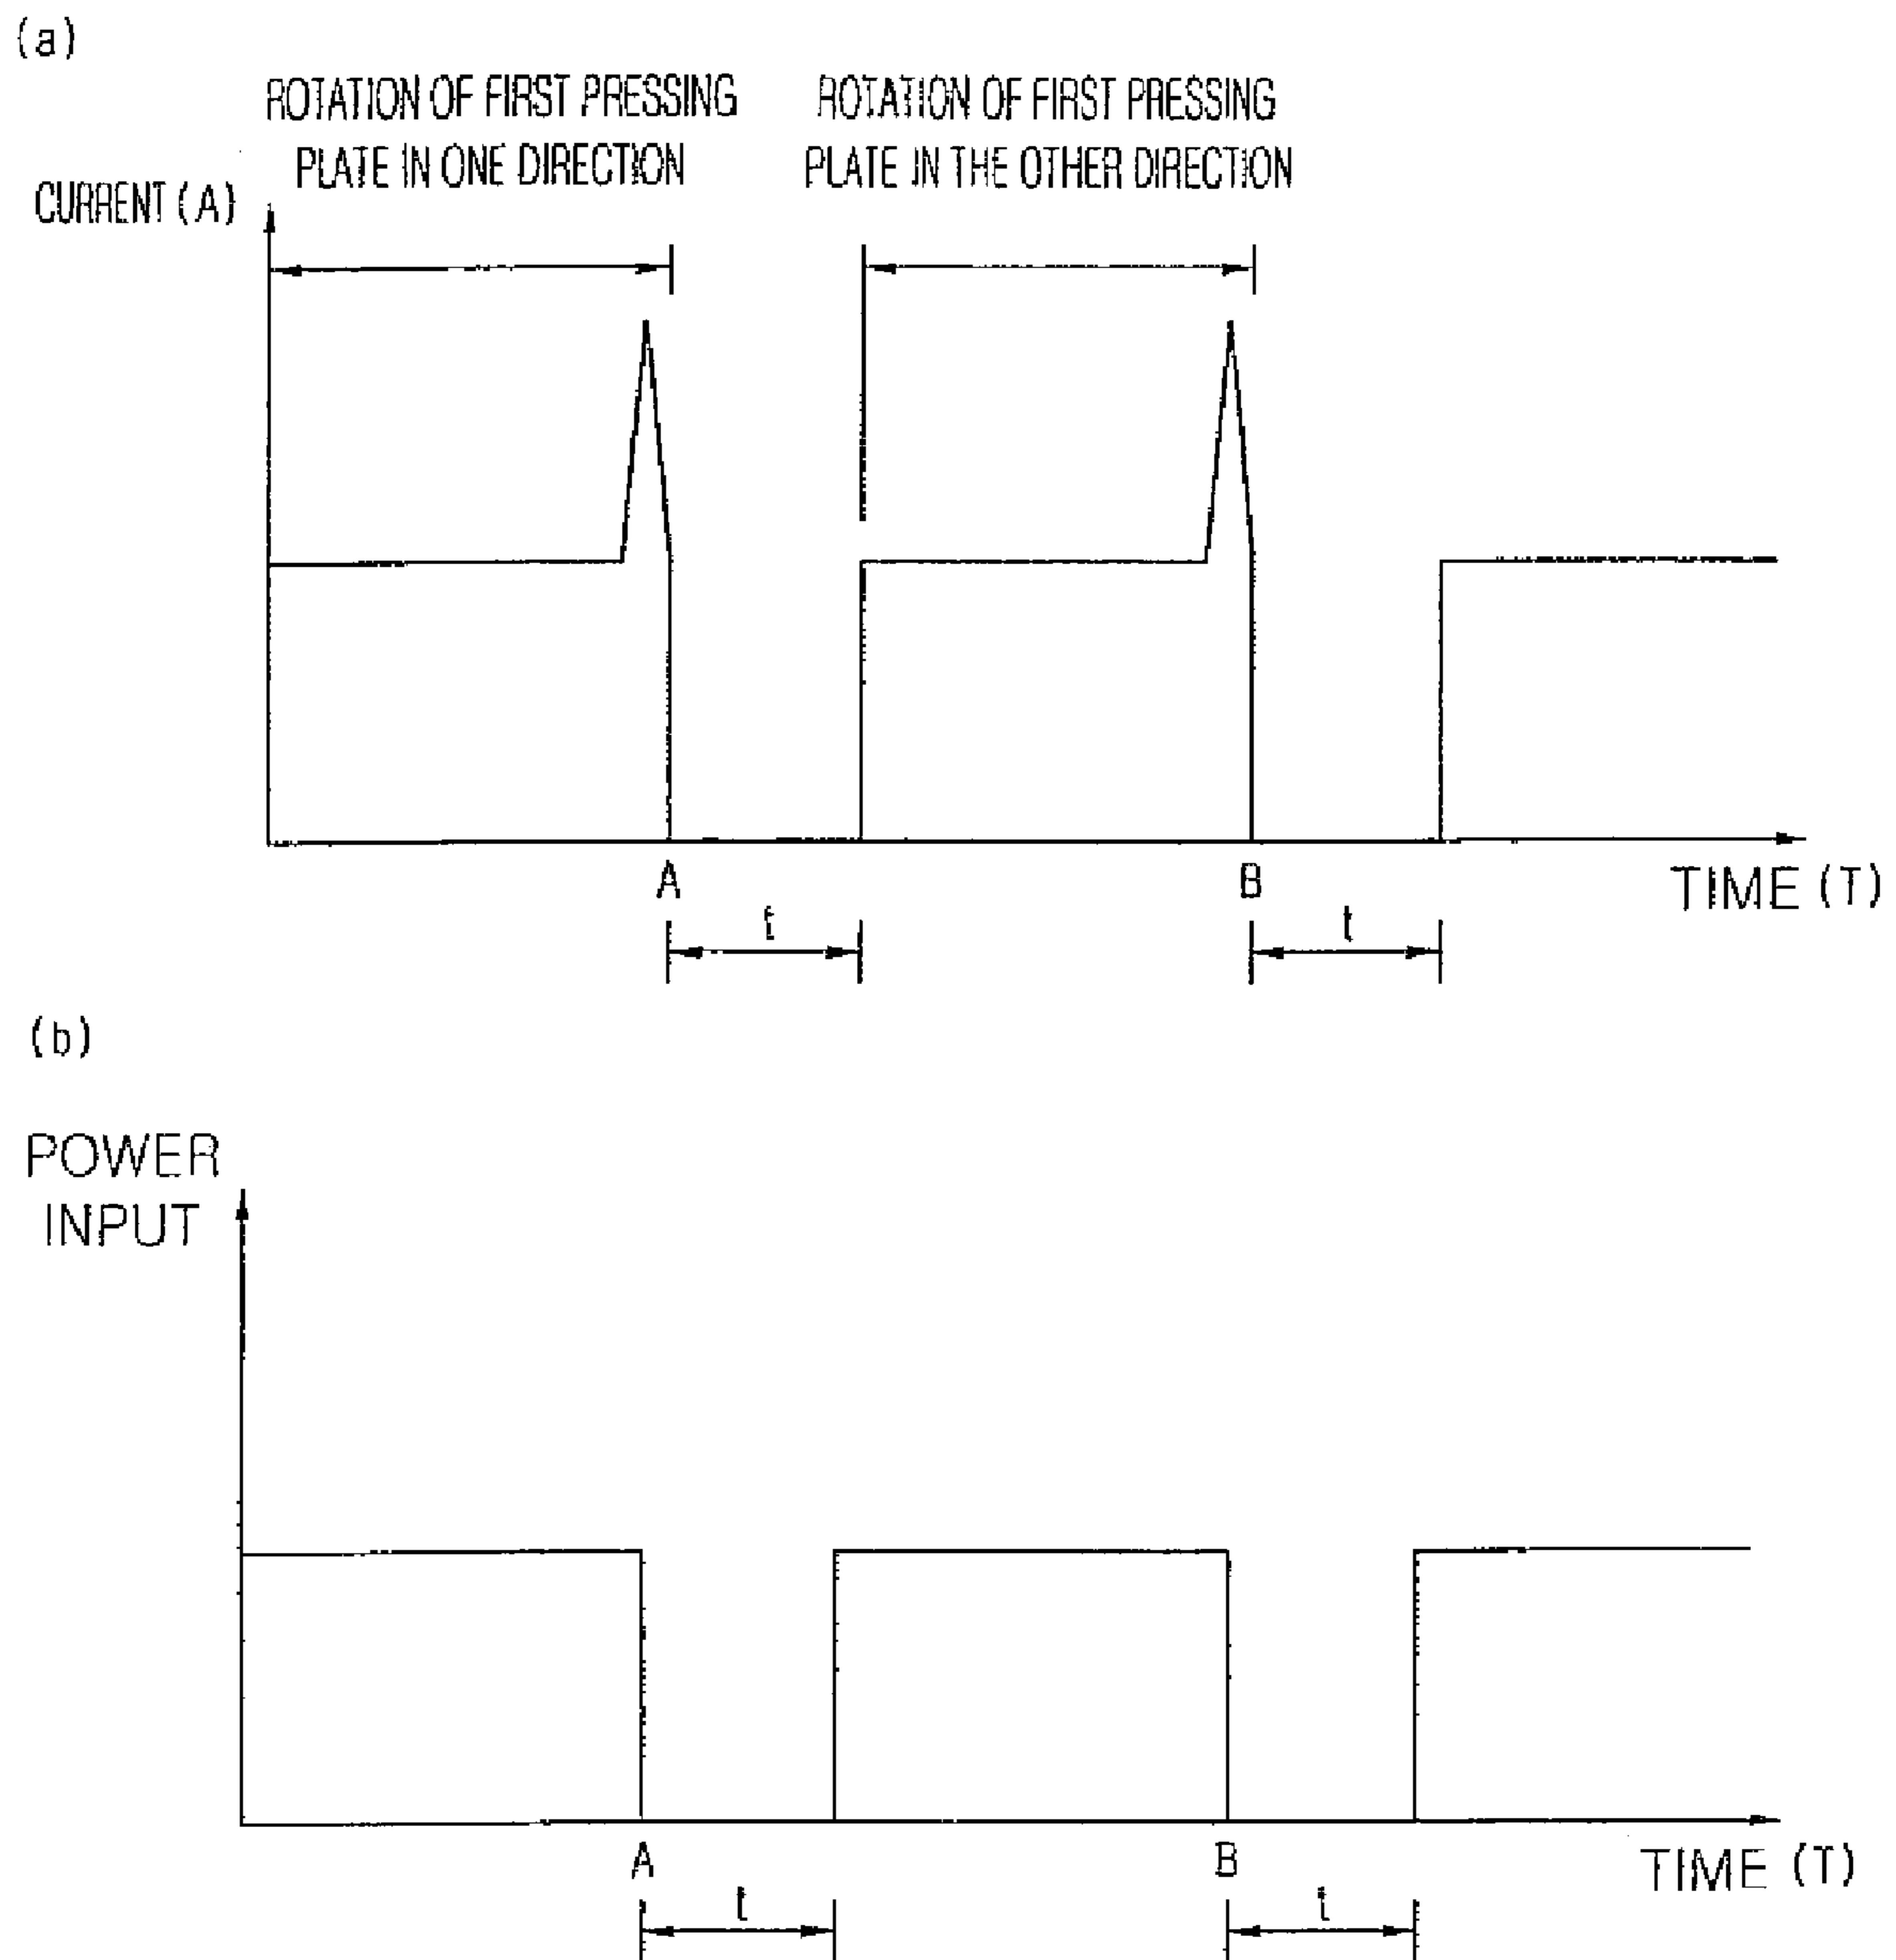 (a)
ROTATION OF FIRST PRESSING
PLATE IN ONE DIRECTION
ROTATION OF FIRST PRESSING
PLATE IN THE OTHER DIRECTION
CURRENT (A)
A
B
TIME (T)
t
t
(b)
POWER
INPUT
A
B
TIME (T)
t
t